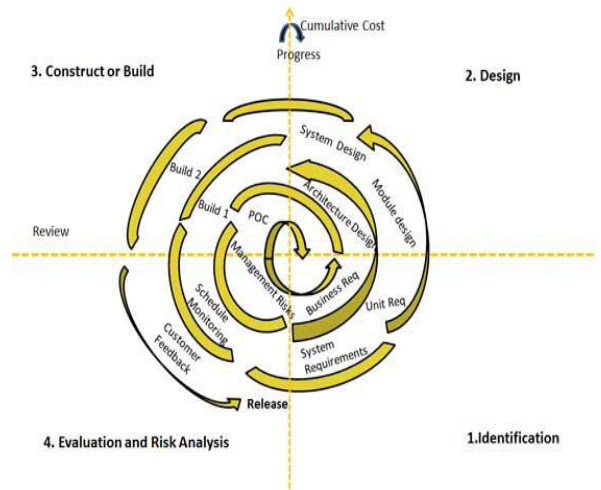 Cumulative Cost
Progress
3. Construct or Build
2. Design
System Design
Module design
Build 2
Build 1
POC
Architecture Design
Review
Management Risks
Business Req
Unit Req
Schedule
Monitoring
System
Requirements
Customer
Feedback
Release
4. Evaluation and Risk Analysis
1.Identification